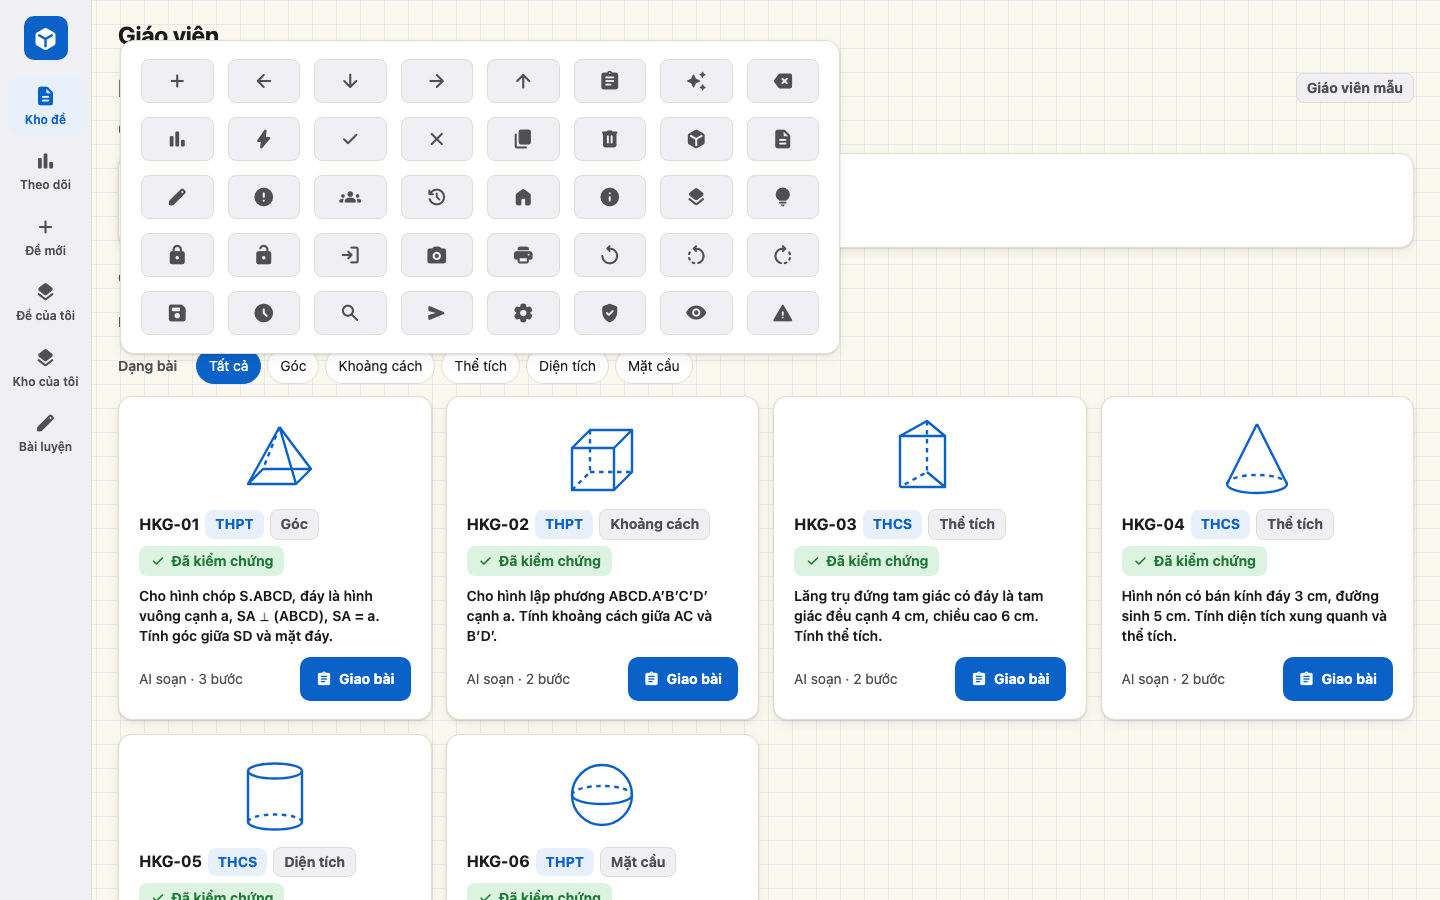 Giáo viên
Giáo viên mẫu
Kho đề
Theo dõi
Đề mới
Đề của tôi
Kho của tôi
Bài luyện
Dạng bài
Tất cả
Góc
Khoảng cách
Thể tích
Diện tích
Mặt cầu
HKG-01 THPT Góc
Đã kiểm chứng
Cho hình chóp S.ABCD, đáy là hình
vuông cạnh a, SA ⊥ (ABCD), SA = a.
Tính góc giữa SD và mặt đáy.
AI soạn · 3 bước
Giao bài
HKG-02 THPT Khoảng cách
Đã kiểm chứng
Cho hình lập phương ABCD.A’B’C’D’
cạnh a. Tính khoảng cách giữa AC và
B’D’.
AI soạn · 2 bước
Giao bài
HKG-03 THCS Thể tích
Đã kiểm chứng
Lăng trụ đứng tam giác có đáy là tam
giác đều cạnh 4 cm, chiều cao 6 cm.
Tính thể tích.
AI soạn · 2 bước
Giao bài
HKG-04 THCS Thể tích
Đã kiểm chứng
Hình nón có bán kính đáy 3 cm, đường
sinh 5 cm. Tính diện tích xung quanh và
thể tích.
AI soạn · 2 bước
Giao bài
HKG-05 THCS Diện tích
Đã kiểm chứng
HKG-06 THPT Mặt cầu
Đã kiểm chứng